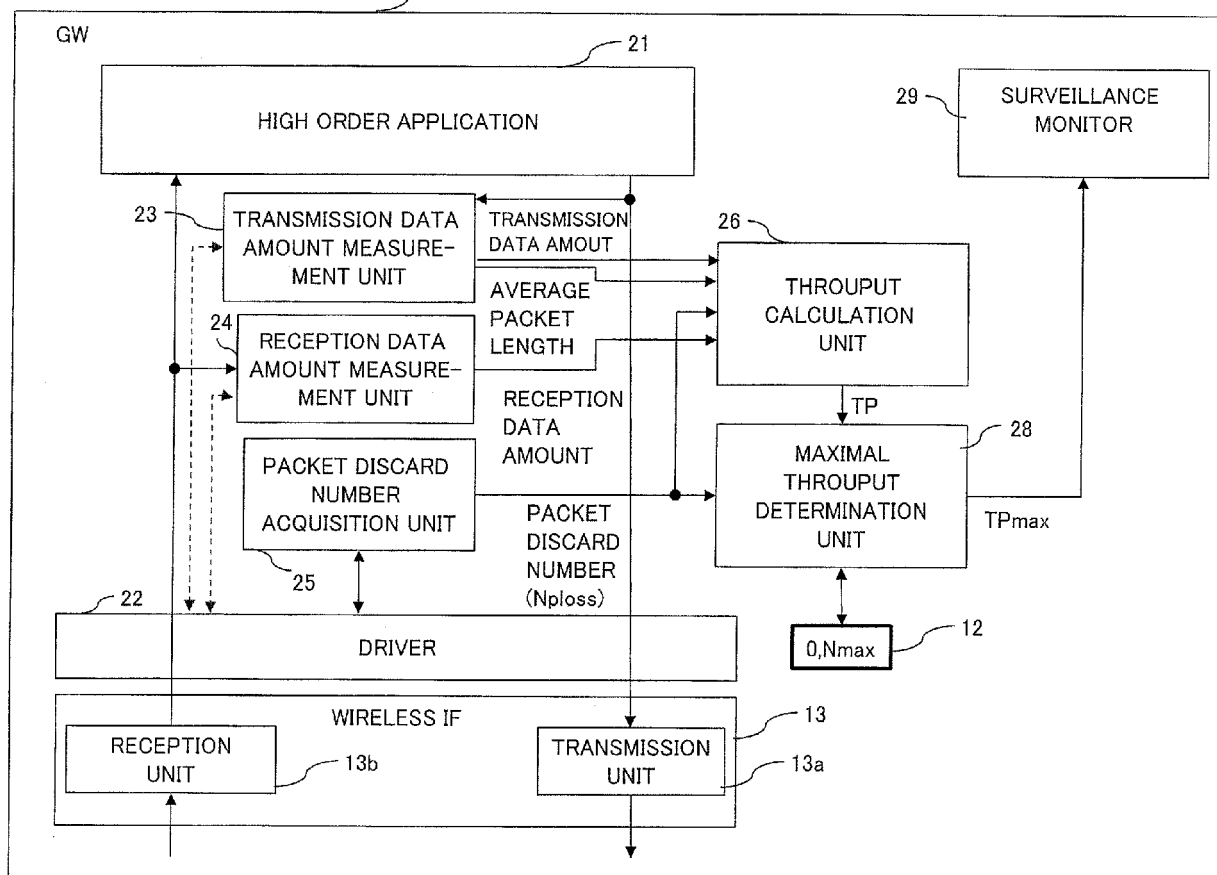 GW
21
HIGH ORDER APPLICATION
29
SURVEILLANCE
MONITOR
23
TRANSMISSION DATA
AMOUNT MEASURE-
MENT UNIT
TRANSMISSION
DATA AMOUT
26
THROUPUT
CALCULATION
UNIT
AVERAGE
PACKET
LENGTH
24
RECEPTION DATA
AMOUNT MEASURE-
MENT UNIT
RECEPTION
DATA
AMOUNT
TP
28
MAXIMAL
THROUPUT
DETERMINATION
UNIT
TPmax
PACKET DISCARD
NUMBER
ACQUISITION UNIT
25
PACKET
DISCARD
NUMBER
(Nploss)
22
DRIVER
12
0,Nmax
WIRELESS IF
13
RECEPTION
UNIT
13b
TRANSMISSION
UNIT
13a